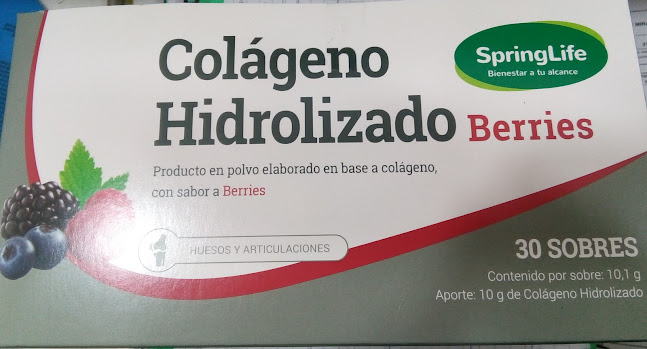 Colágeno
Hidrolizado Berries
SpringLife
Bienestar a tu alcance
Producto en polvo elaborado en base a colágeno,
con sabor a Berries
HUESOS Y ARTICULACIONES
30 SOBRES
Contenido por sobre: 10,1 g
Aporte: 10 g de Colágeno Hidrolizado